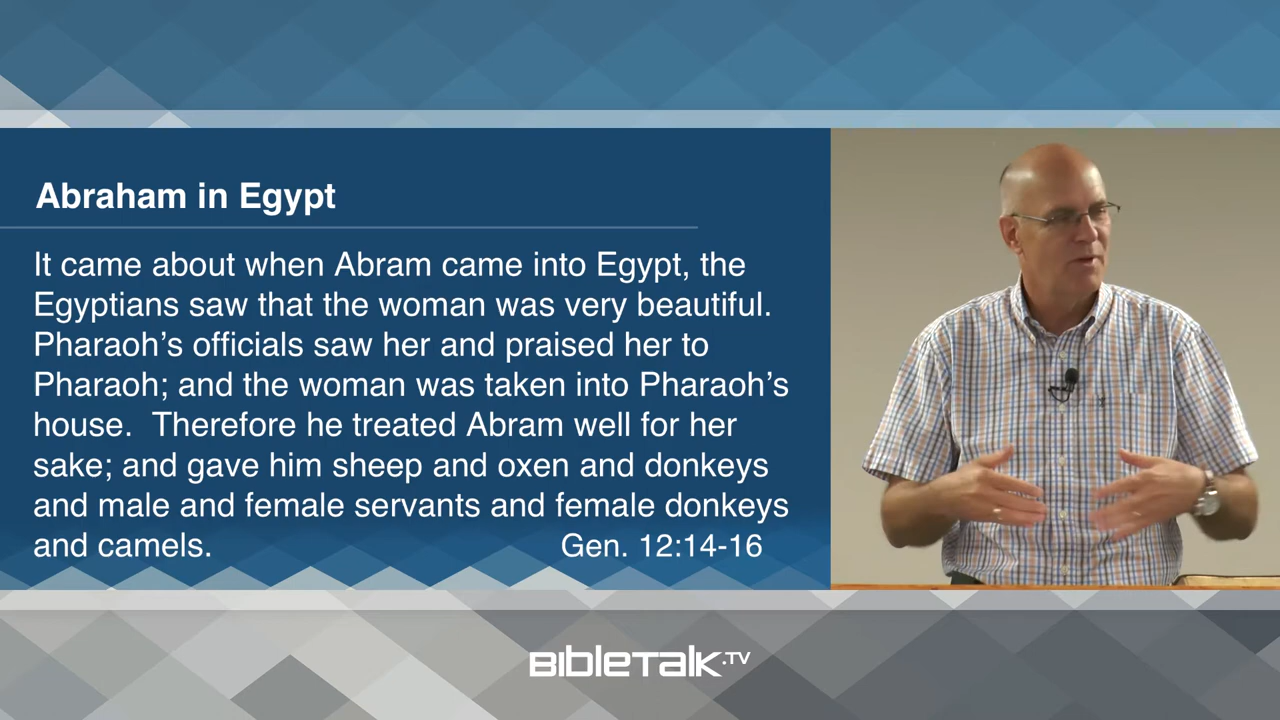 Abraham in Egypt
It came about when Abram came into Egypt, the
Egyptians saw that the woman was very beautiful.
Pharaoh’s officials saw her and praised her to
Pharaoh; and the woman was taken into Pharaoh’s
house.  Therefore he treated Abram well for her
sake; and gave him sheep and oxen and donkeys
and male and female servants and female donkeys
and camels. Gen. 12:14-16
BIBLETALK.TV